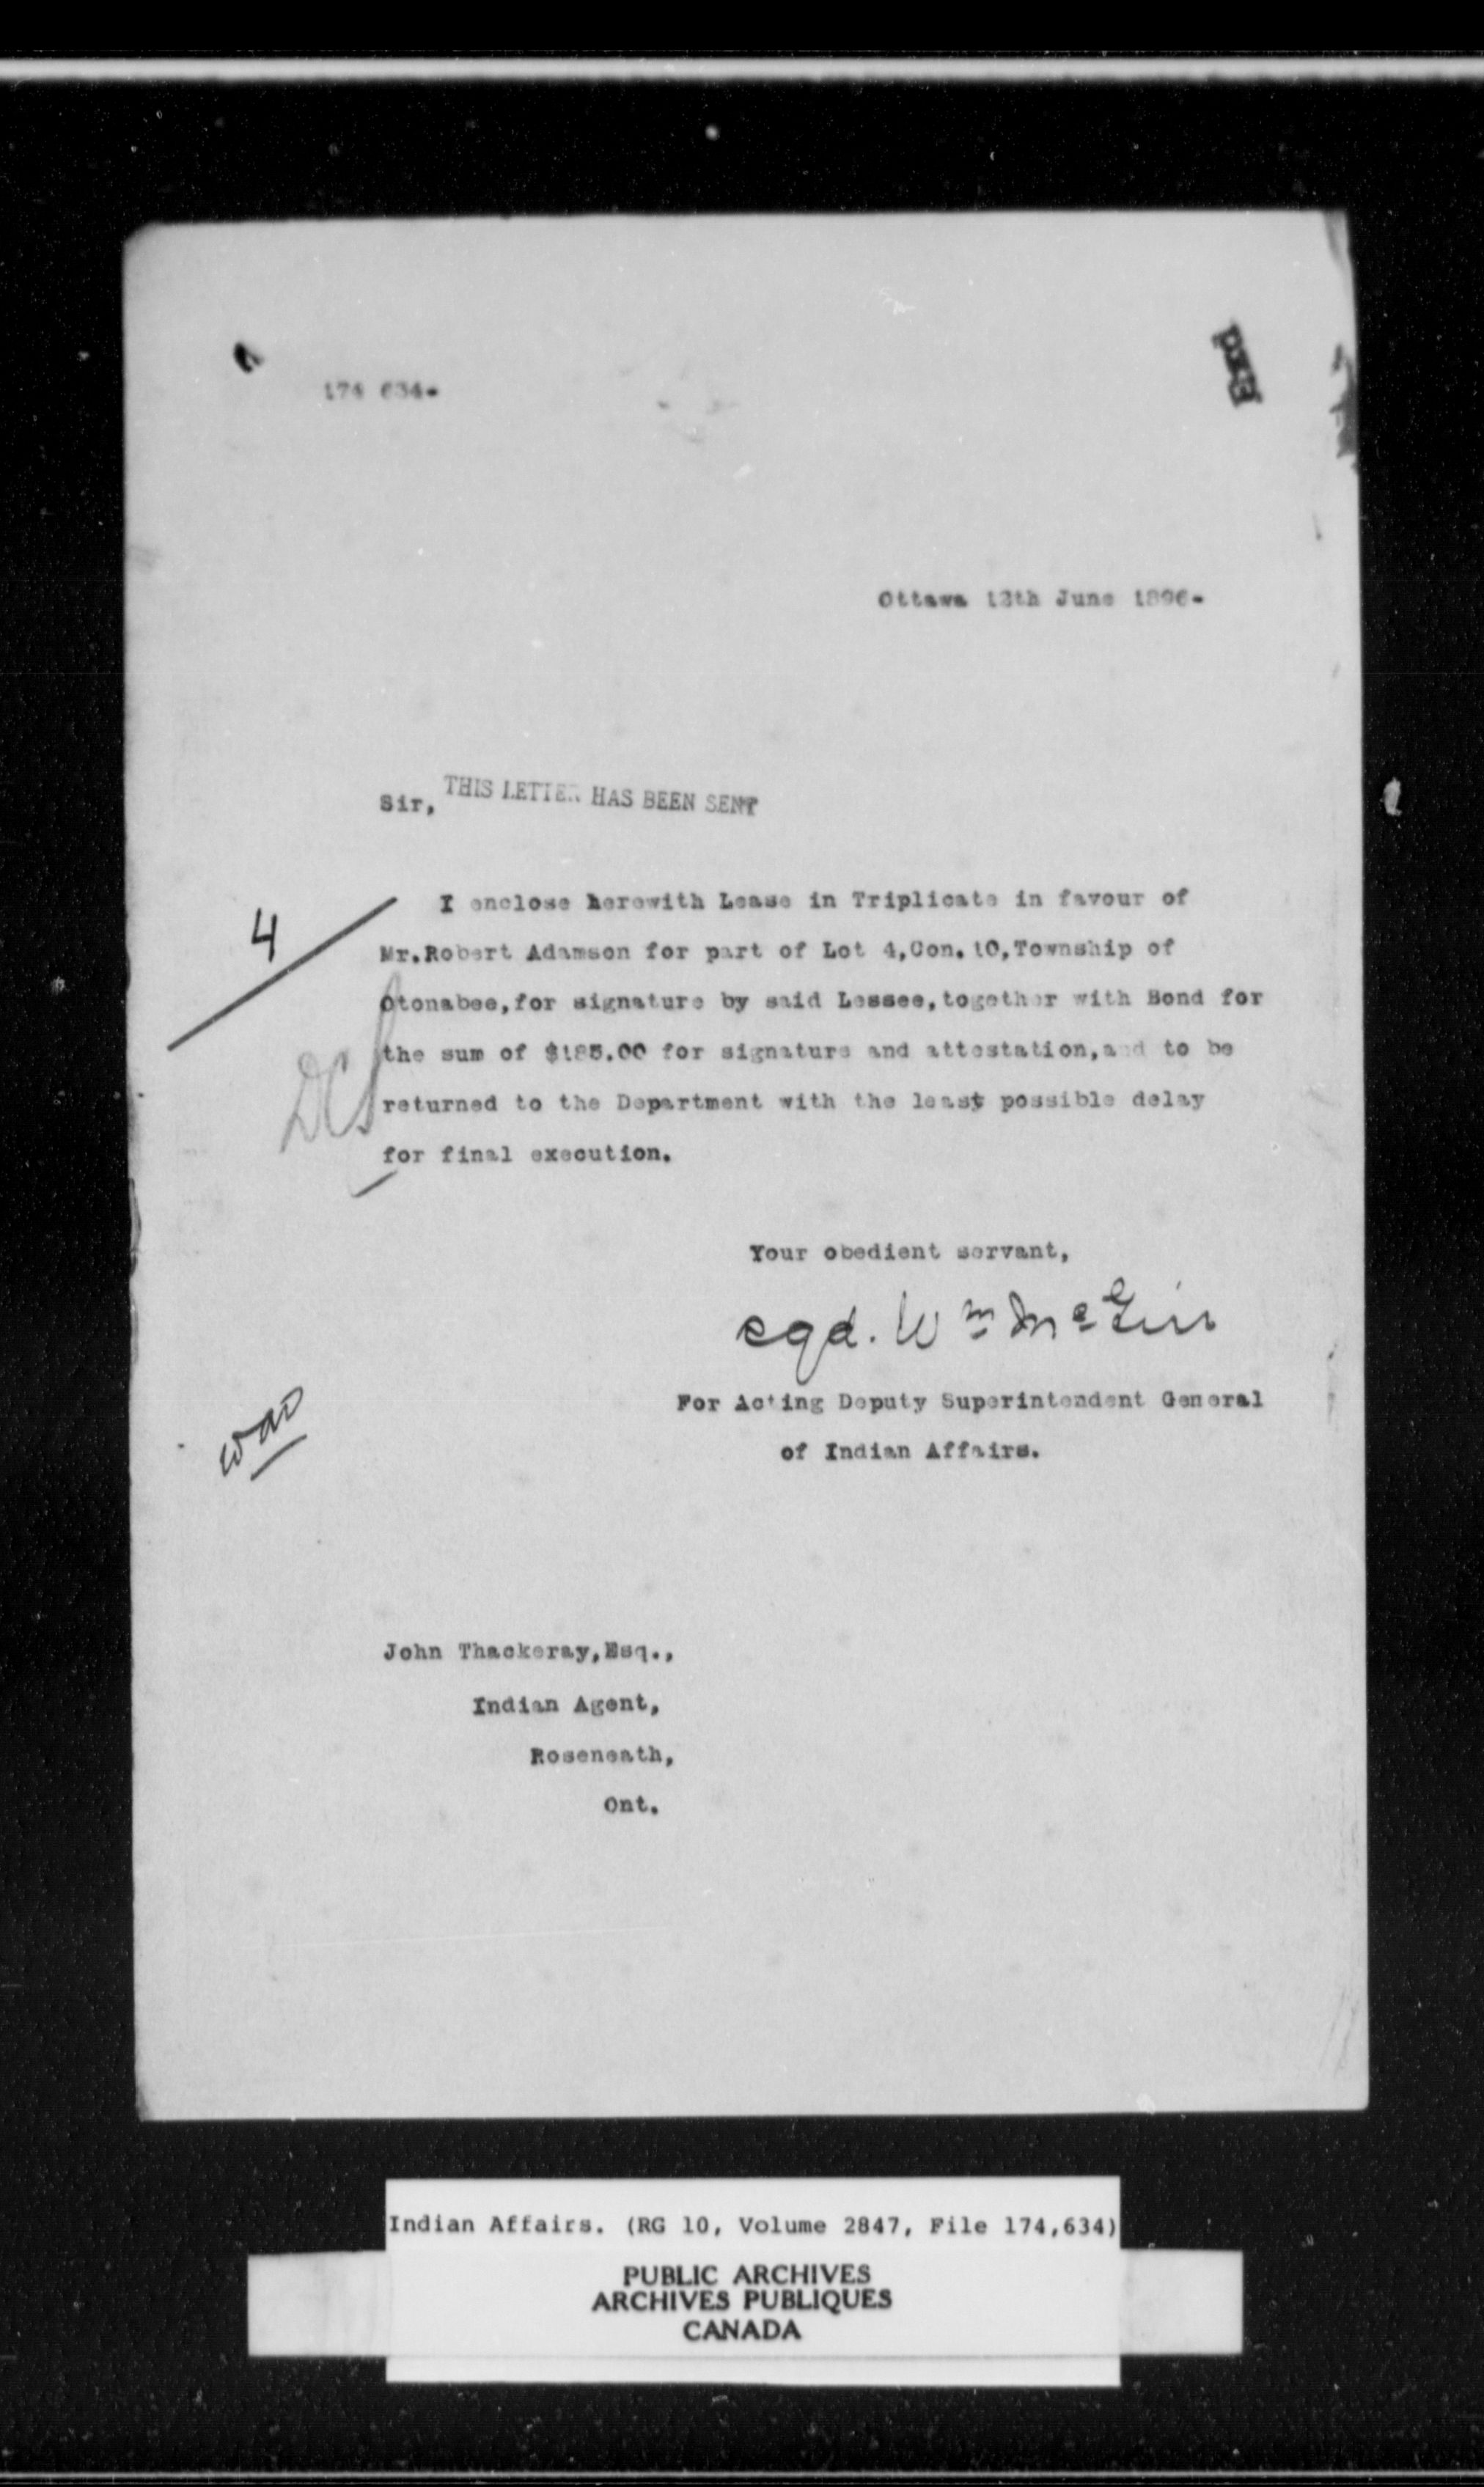 174 634-
Ottawa 12th June 1896-
THIS LETTER HAS BEEN SENT
Sir,
I enclose herewith Lease in Triplicate in favour of
4
Mr.Robert Adamson for part of Lot 4,Con.10,Township of
Otonabee,for signature by said Lessee,together with Bond for
the sum of $185.00 for signature and attestation,and to be
DCS
returned to the Department with the least possible delay
for final execution.
Your obedient servant,
sgd. Wm McGirr
For Acting Deputy Superintendent General
of Indian Affairs.
John Thackeray,Esq.,
Indian Agent,
Roseneath,
Ont.
Indian Affairs. (RG 10, Volume 2847, File 174,634)
PUBLIC ARCHIVES
ARCHIVES PUBLIQUES
CANADA